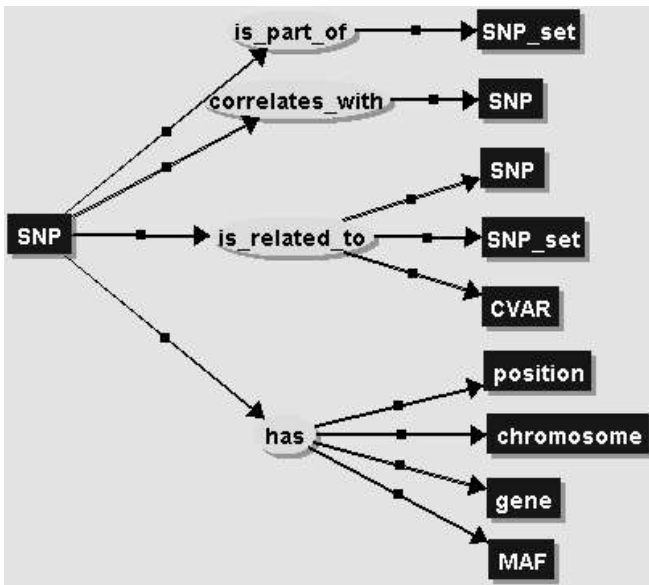 is_part_of
SNP_set
correlates_with
SNP
SNP
SNP
is_related_to
SNP_set
CVAR
position
has
chromosome
gene
MAF